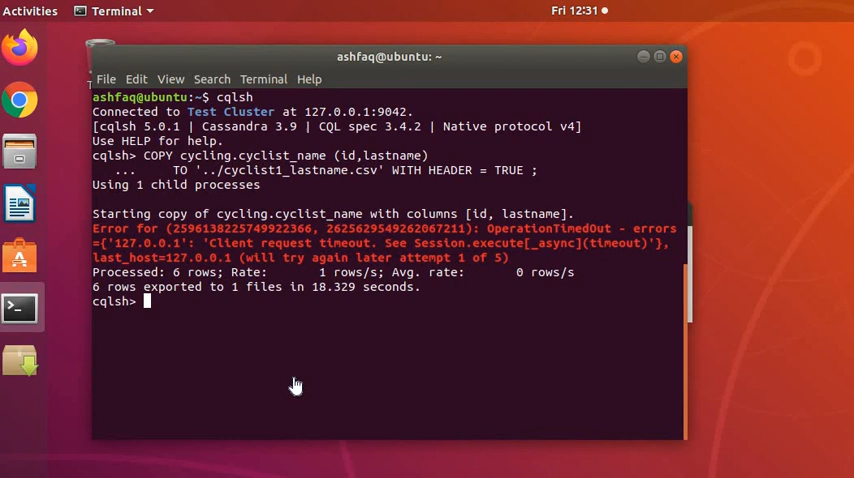 Activities Terminal Fri 12:31
ashfaq@ubuntu: ~
File Edit View Search Terminal Help
ashfaq@ubuntu:~$ cqlsh
Connected to Test Cluster at 127.0.0.1:9042.
[cqlsh 5.0.1 | Cassandra 3.9 | CQL spec 3.4.2 | Native protocol v4]
Use HELP for help.
cqlsh> COPY cycling.cyclist_name (id,lastname)
   ...     TO '../cyclist1_lastname.csv' WITH HEADER = TRUE ;
Using 1 child processes
Starting copy of cycling.cyclist_name with columns [id, lastname].
Error for (2596138225749922366, 2625629549262067211): OperationTimedOut - errors
={'127.0.0.1': 'Client request timeout. See Session.execute[_async](timeout)'},
last_host=127.0.0.1 (will try again later attempt 1 of 5)
Processed: 6 rows; Rate:       1 rows/s; Avg. rate:       0 rows/s
6 rows exported to 1 files in 18.329 seconds.
cqlsh>